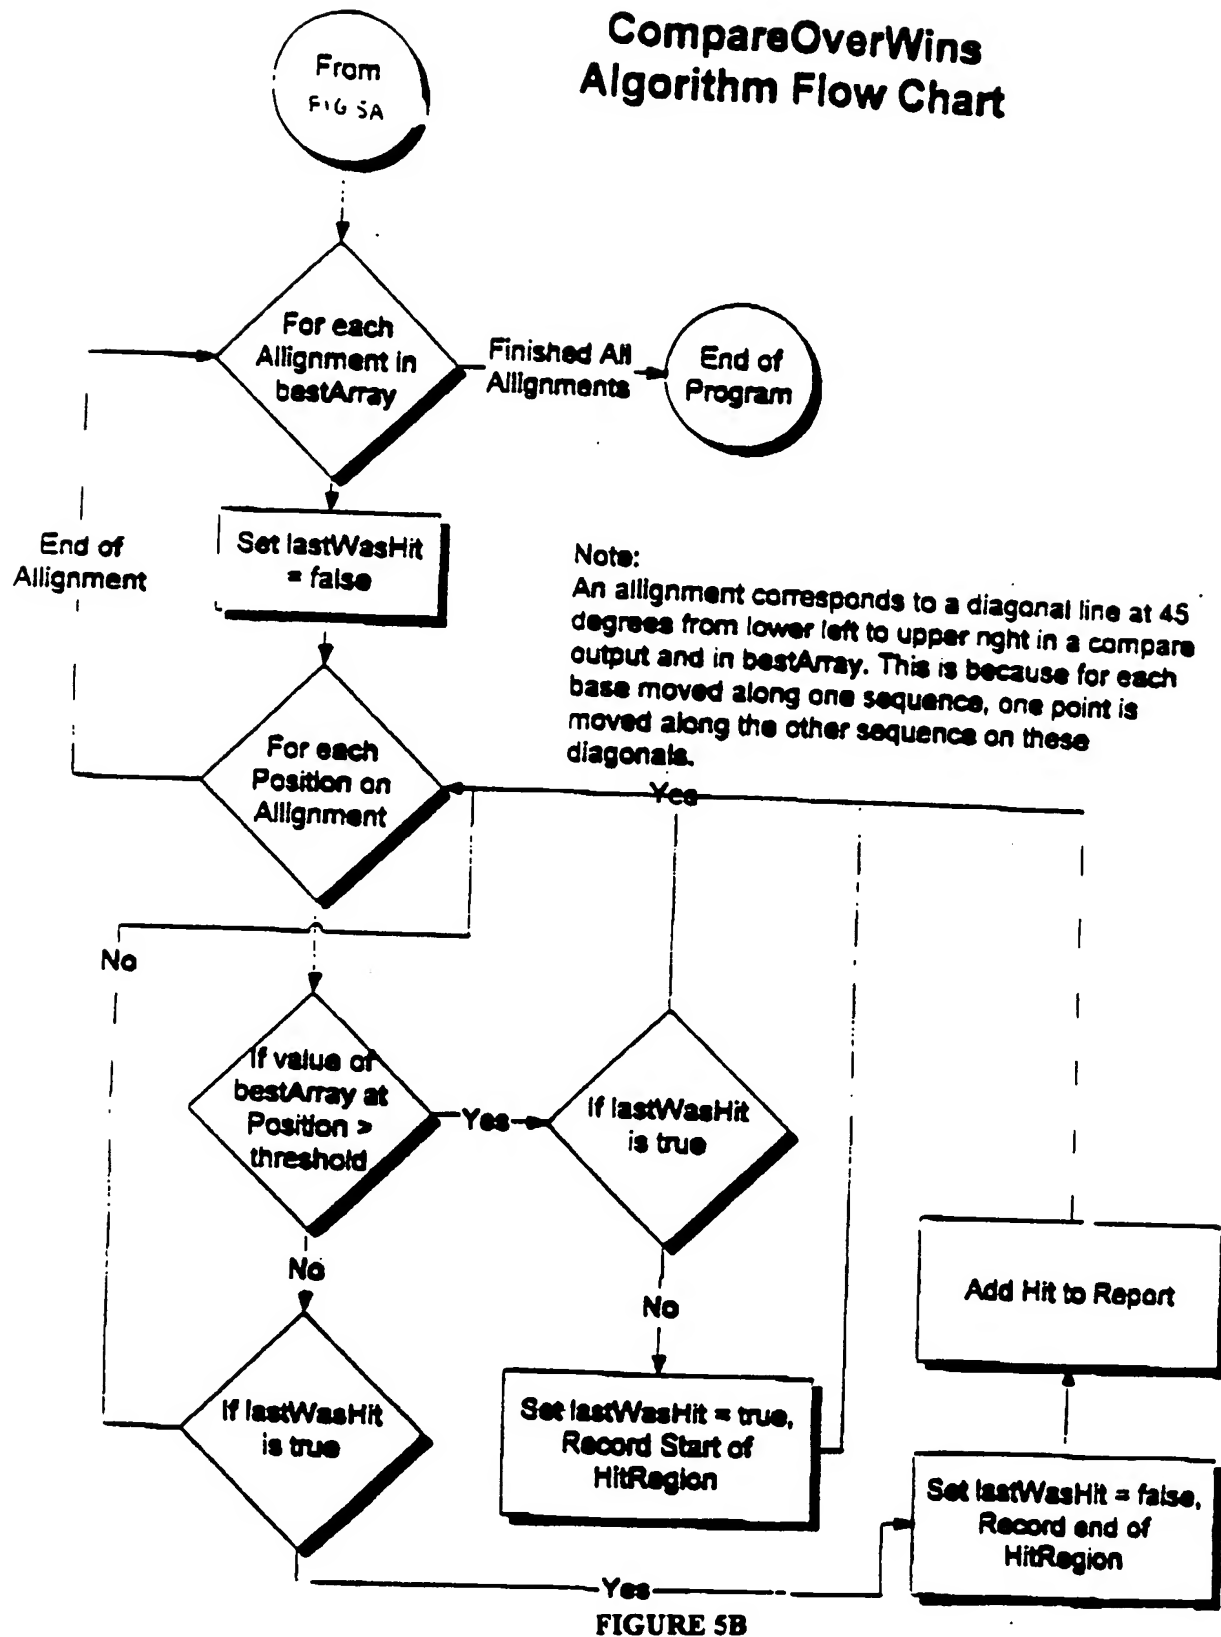 CompareOverWins
Algorithm Flow Chart
From
FIG 5A
For each
Allignment in
bestArray
Finished All
Allignments
End of
Program
Set lastWasHit
= false
End of
Allignment
Note:
An allignment corresponds to a diagonal line at 45
degrees from lower left to upper right in a compare
output and in bestArray. This is because for each
base moved along one sequence, one point is
moved along the other sequence on these
diagonals.
For each
Position on
Allignment
Yes
No
If value of
bestArray at
Position >
threshold
Yes
If lastWasHit
is true
No
No
Add Hit to Report
If lastWasHit
is true
Set lastWasHit = true,
Record Start of
HitRegion
Set lastWasHit = false,
Record end of
HitRegion
Yes
FIGURE 5B